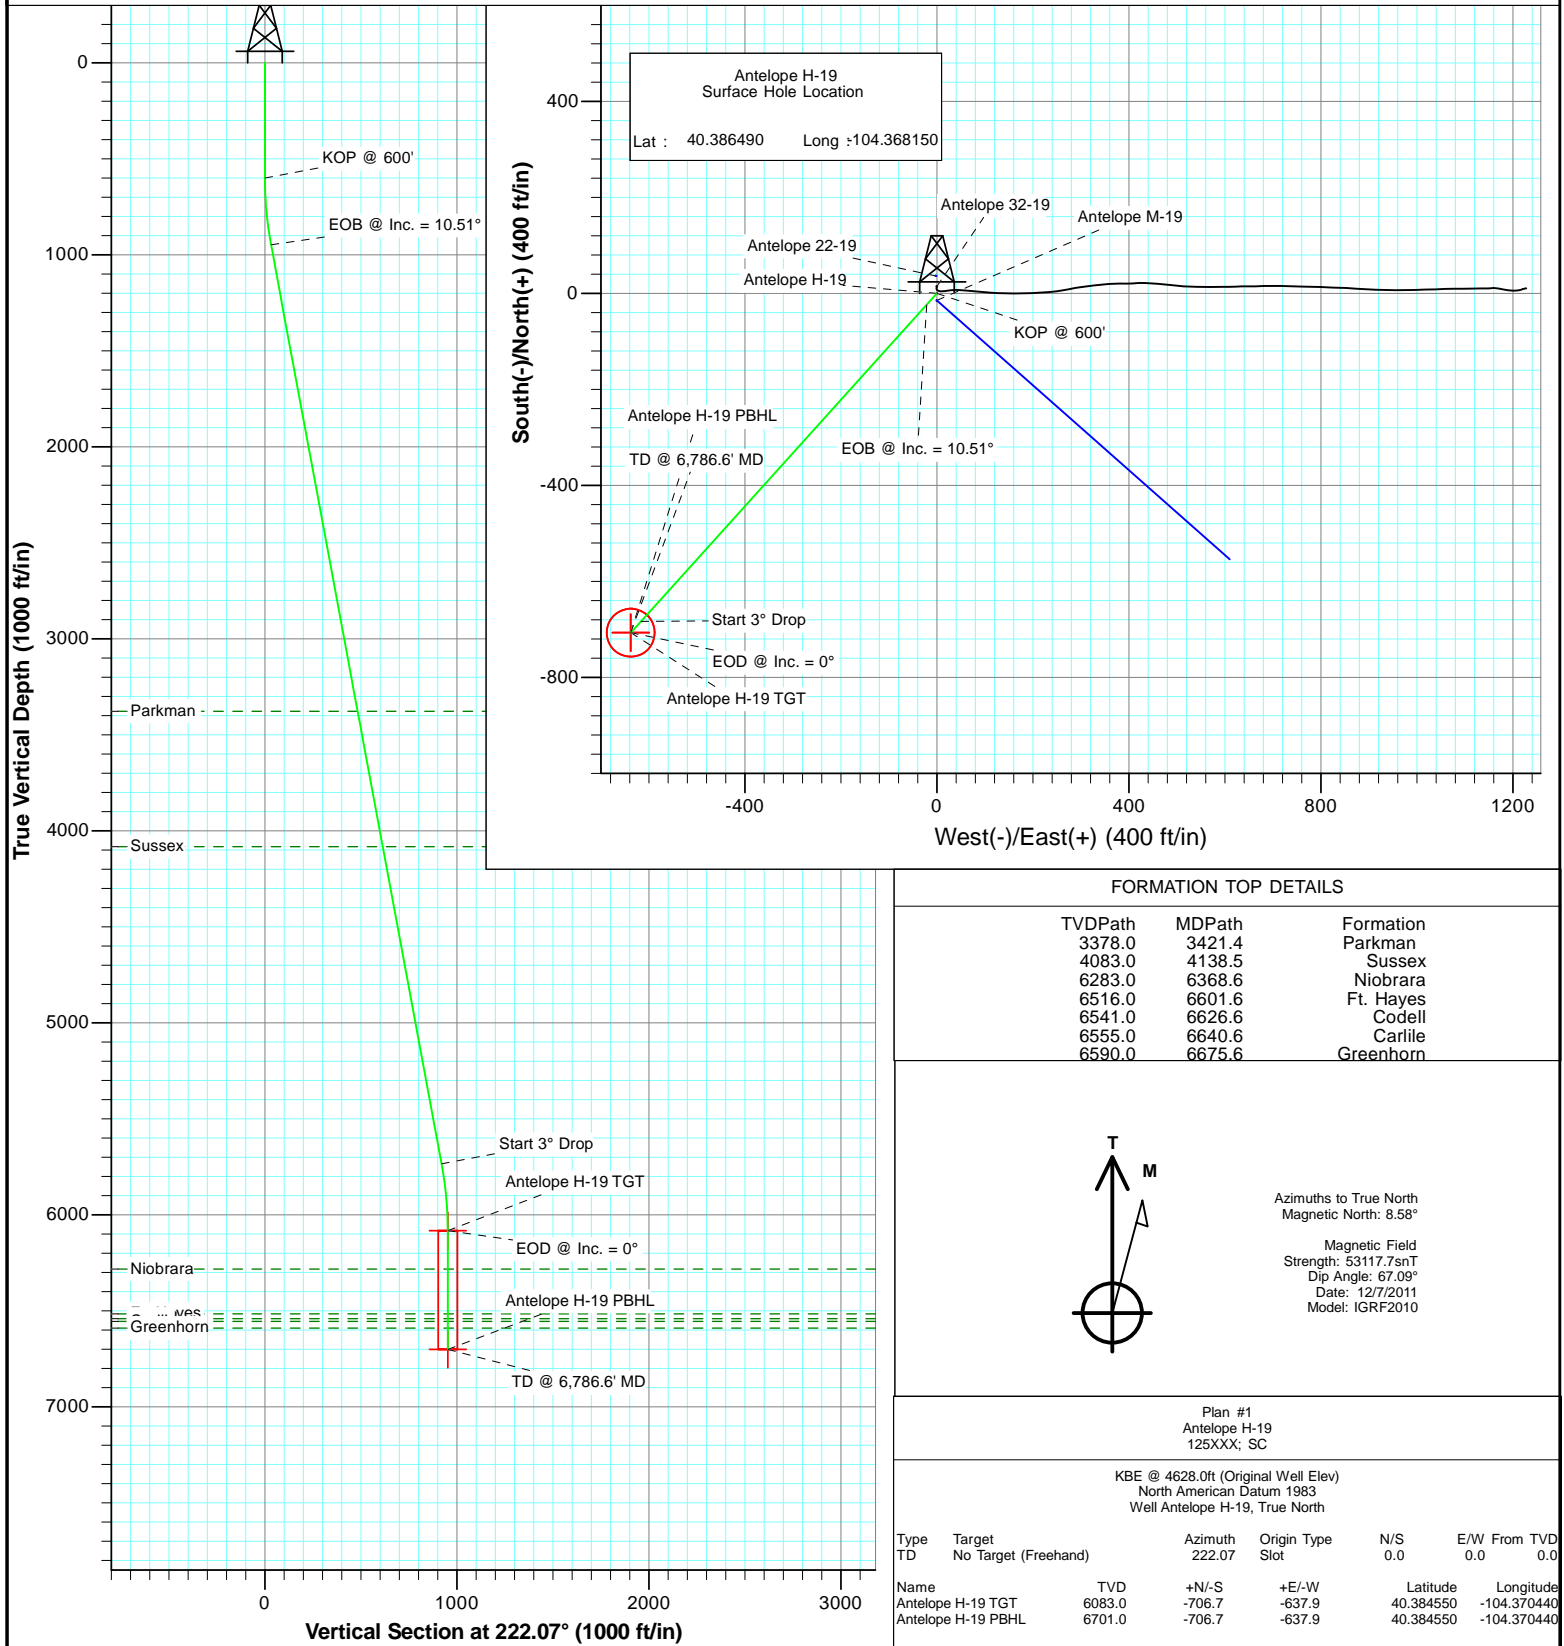 0
1000
2000
3000
4000
5000
6000
7000
True Vertical Depth (1000 ft/in)
KOP @ 600'
EOB @ Inc. = 10.51°
Parkman
Sussex
Start 3° Drop
Antelope H-19 TGT
EOD @ Inc. = 0°
Niobrara
Antelope H-19 PBHL
Greenhorn
TD @ 6,786.6' MD
0
1000
2000
3000
Vertical Section at 222.07° (1000 ft/in)
Antelope H-19
Surface Hole Location
Lat : 40.386490 Long : -104.368150
400
0
-400
-800
South(-)/North(+) (400 ft/in)
Antelope 32-19
Antelope M-19
Antelope 22-19
Antelope H-19
KOP @ 600'
Antelope H-19 PBHL
EOB @ Inc. = 10.51°
TD @ 6,786.6' MD
Start 3° Drop
EOD @ Inc. = 0°
Antelope H-19 TGT
-400
0
400
800
1200
West(-)/East(+) (400 ft/in)
FORMATION TOP DETAILS
TVDPath MDPath Formation
3378.0 3421.4 Parkman
4083.0 4138.5 Sussex
6283.0 6368.6 Niobrara
6516.0 6601.6 Ft. Hayes
6541.0 6626.6 Codell
6555.0 6640.6 Carlile
6590.0 6675.6 Greenhorn
T
M
Azimuths to True North
Magnetic North: 8.58°
Magnetic Field
Strength: 53117.7snT
Dip Angle: 67.09°
Date: 12/7/2011
Model: IGRF2010
Plan #1
Antelope H-19
125XXX; SC
KBE @ 4628.0ft (Original Well Elev)
North American Datum 1983
Well Antelope H-19, True North
Type Target Azimuth Origin Type N/S E/W From TVD
TD No Target (Freehand) 222.07 Slot 0.0 0.0 0.0
Name TVD +N/-S +E/-W Latitude Longitude
Antelope H-19 TGT 6083.0 -706.7 -637.9 40.384550 -104.370440
Antelope H-19 PBHL 6701.0 -706.7 -637.9 40.384550 -104.370440